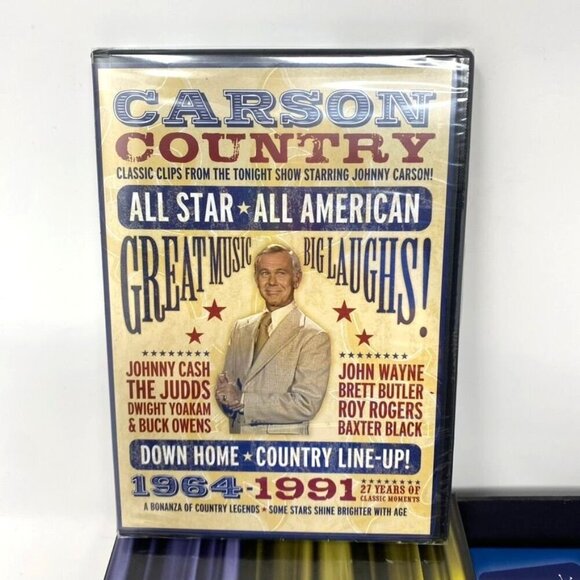 CARSON
COUNTRY
CLASSIC CLIPS FROM THE TONIGHT SHOW STARRING JOHNNY CARSON!
ALL STAR ★ ALL AMERICAN
GREAT MUSIC BIG LAUGHS!
JOHNNY CASH
THE JUDDS
DWIGHT YOAKAM
& BUCK OWENS
JOHN WAYNE
BRETT BUTLER
ROY ROGERS
BAXTER BLACK
DOWN HOME ★ COUNTRY LINE-UP!
1964-1991
27 YEARS OF
CLASSIC MOMENTS
A BONANZA OF COUNTRY LEGENDS ★ SOME STARS SHINE BRIGHTER WITH AGE